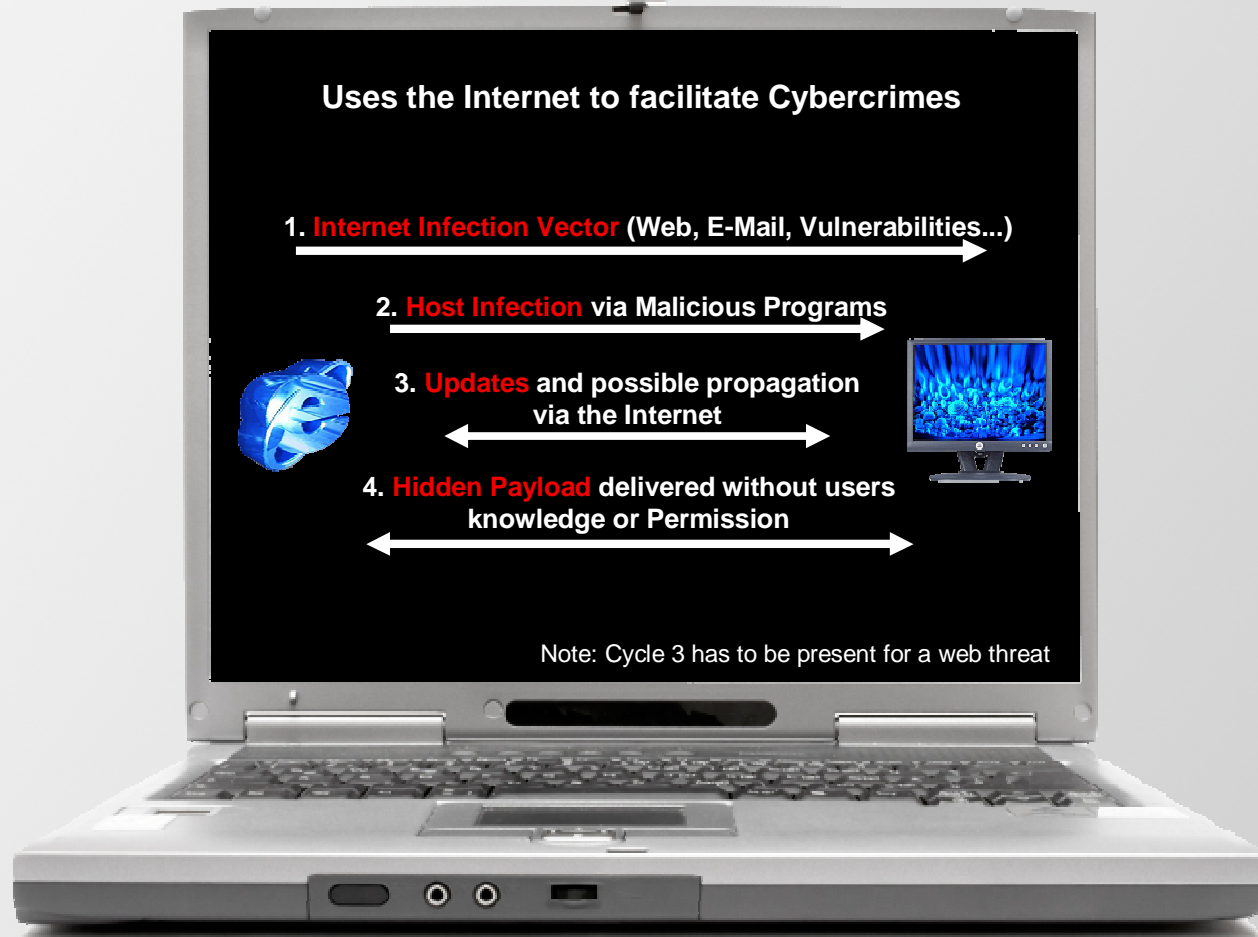 Uses the Internet to facilitate Cybercrimes
1. Internet Infection Vector (Web, E-Mail, Vulnerabilities...)
2. Host Infection via Malicious Programs
3. Updates and possible propagation
via the Internet
4. Hidden Payload delivered without users
knowledge or Permission
Note: Cycle 3 has to be present for a web threat